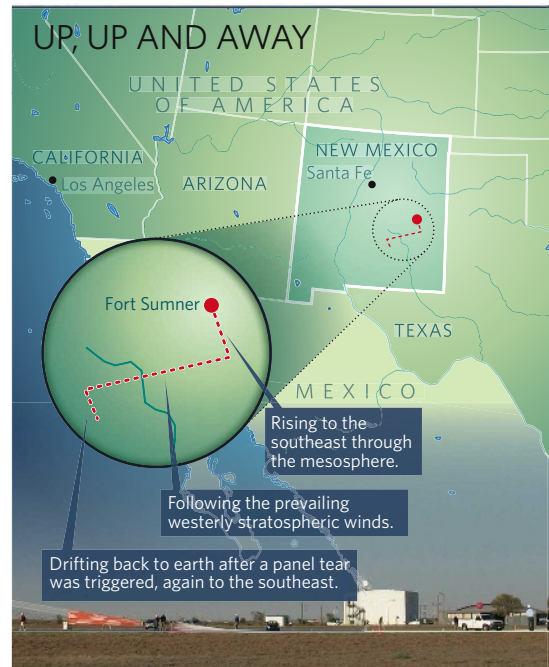 UP, UP AND AWAY
UNITED STATES
OF AMERICA
CALIFORNIA
Los Angeles
ARIZONA
NEW MEXICO
Santa Fe
Fort Sumner
TEXAS
MEXICO
Rising to the
southeast through
the mesosphere.
Following the prevailing
westerly stratospheric winds.
Drifting back to earth after a panel tear
was triggered, again to the southeast.